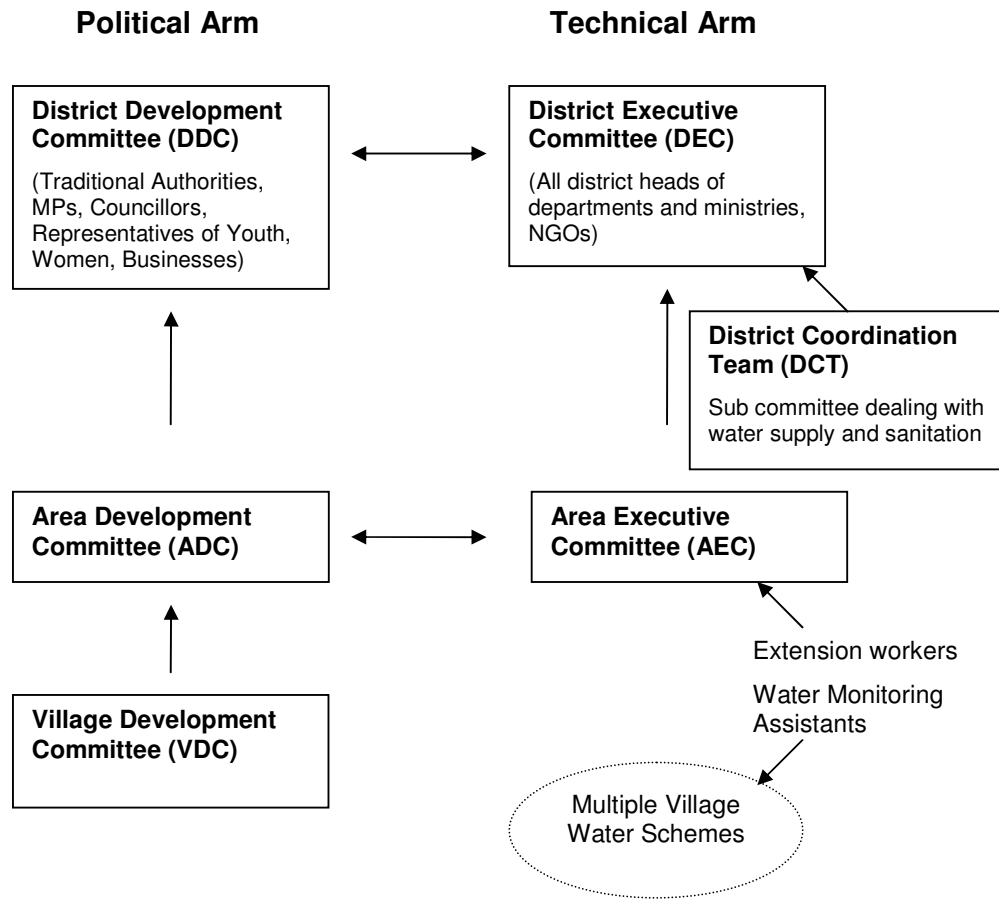 Political Arm
Technical Arm
District Development
Committee (DDC)
(Traditional Authorities,
MPs, Councillors,
Representatives of Youth,
Women, Businesses)
District Executive
Committee (DEC)
(All district heads of
departments and ministries,
NGOs)
District Coordination
Team (DCT)
Sub committee dealing with
water supply and sanitation
Area Development
Committee (ADC)
Area Executive
Committee (AEC)
Extension workers
Water Monitoring
Assistants
Village Development
Committee (VDC)
Multiple Village
Water Schemes